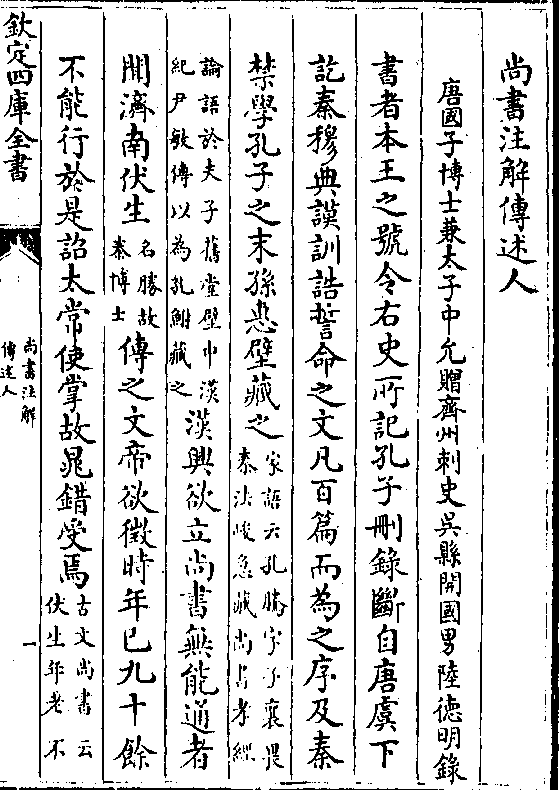 尚書注解傳述人
唐國子博士兼太子中允贈齊州刺史吳縣開國男陸德明錄
書者本王之號令右史所記孔子刪錄斷自唐虞下
訖秦穆典謨訓誥誓命之文凡百篇而為之序及秦
禁學孔子之末孫惠壁藏之家語云孔騰字子襄畏
秦法峻急藏尚書孝經
論語於夫子舊堂壁中漢
紀尹敏傳以為孔鮒藏之漢興欲立尚書無能通者
聞濟南伏生名勝故
秦博士傳之文帝欲徵時年已九十餘
不能行於是詔太常使掌故晁錯受焉古文尚書云
伏生年老不
欽定四庫全書
尚書注解
傳述人
一